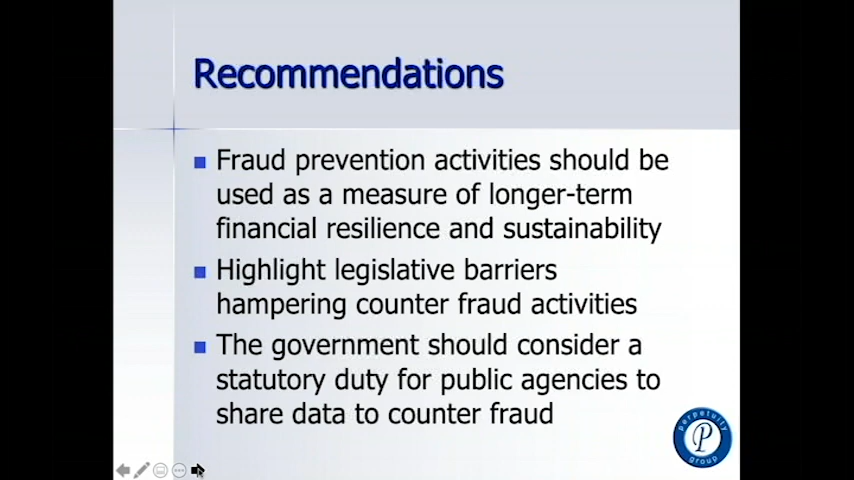 Recommendations
Fraud prevention activities should be
used as a measure of longer-term
financial resilience and sustainability
Highlight legislative barriers
hampering counter fraud activities
The government should consider a
statutory duty for public agencies to
share data to counter fraud
perpetuity
P
group